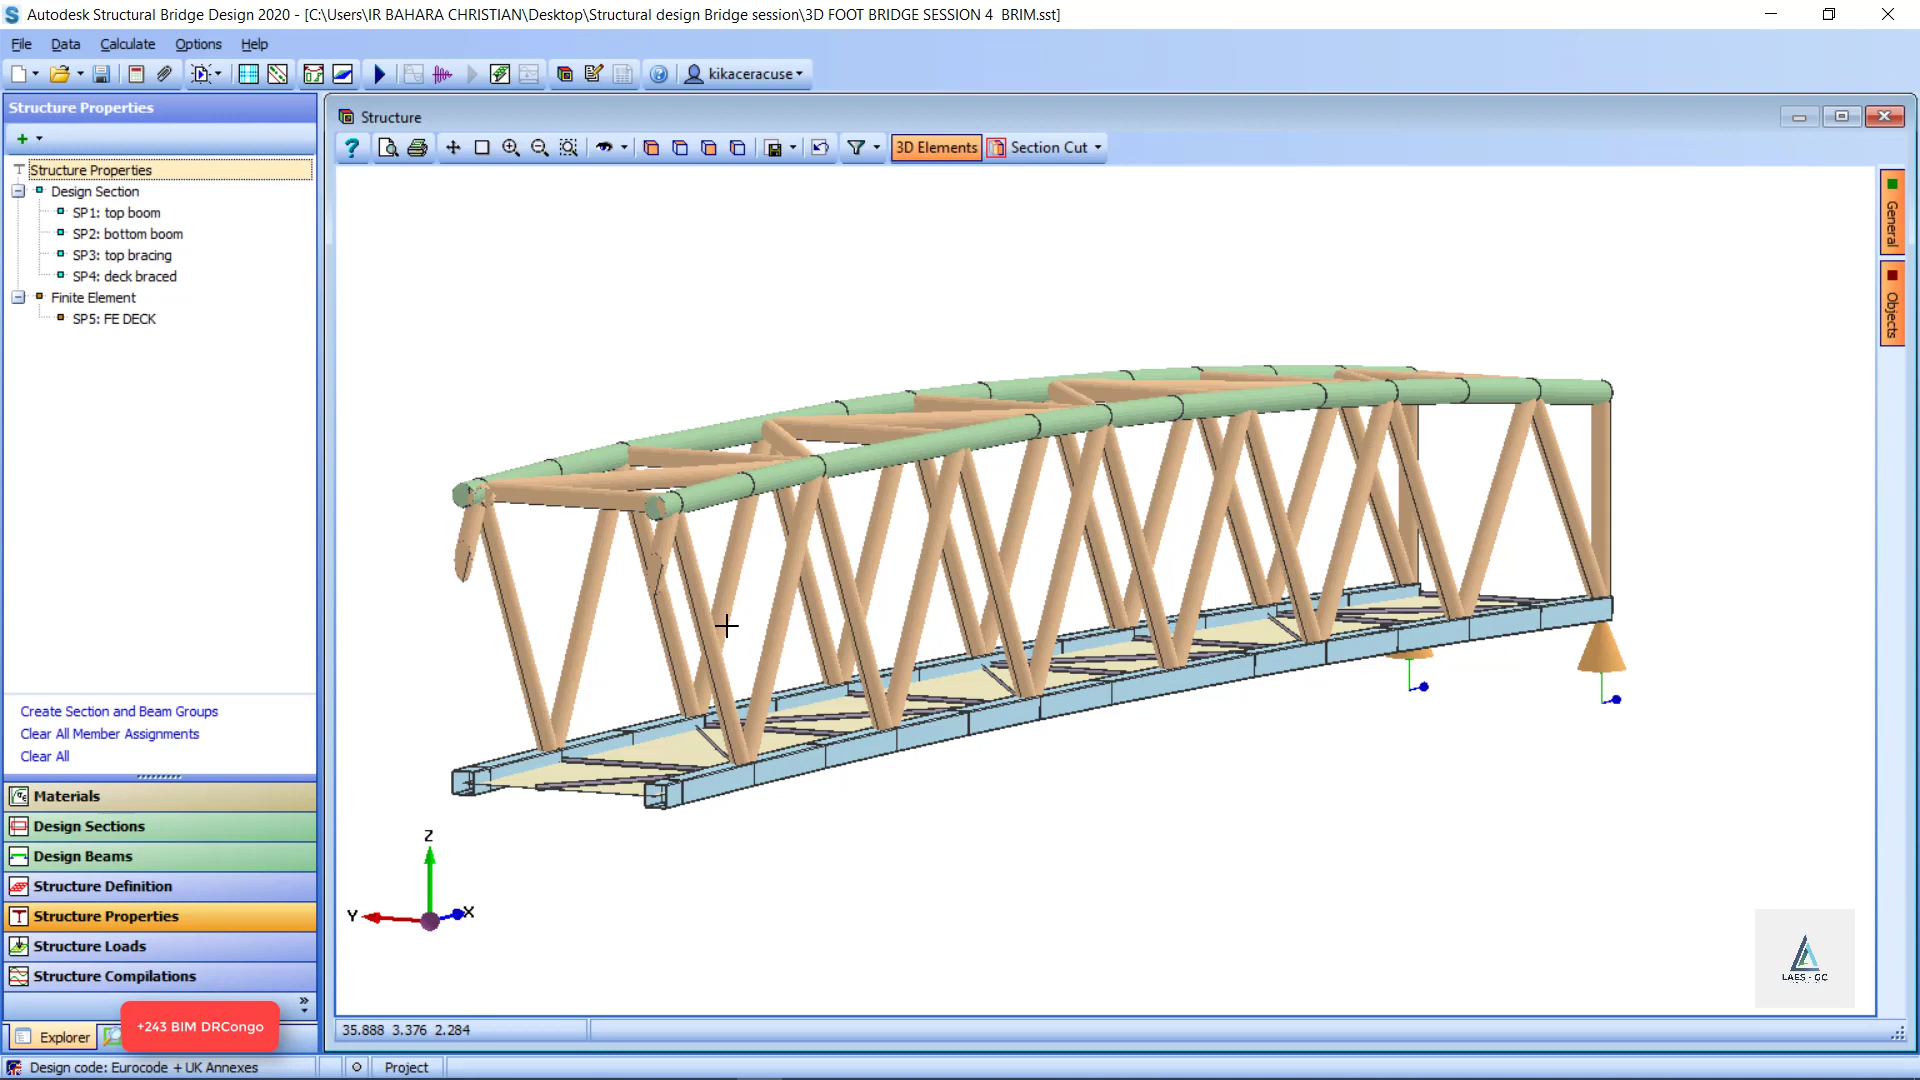 Autodesk Structural Bridge Design 2020 - [C:\Users\IR BAHARA CHRISTIAN\Desktop\Structural design Bridge session\3D FOOT BRIDGE SESSION 4  BRIM.sst]
File Data Calculate Options Help
kikaceracuse
Structure Properties
Structure
3D Elements Section Cut
Structure Properties
Design Section
SP1: top boom
SP2: bottom boom
SP3: top bracing
SP4: deck braced
Finite Element
SP5: FE DECK
General
Objects
Create Section and Beam Groups
Clear All Member Assignments
Clear All
Materials
Design Sections
Design Beams
Structure Definition
Structure Properties
Structure Loads
Structure Compilations
Z
Y
X
LAES - GC
+243 BIM DRCongo
Explorer
35.888 3.376 2.284
Design code: Eurocode + UK Annexes
Project